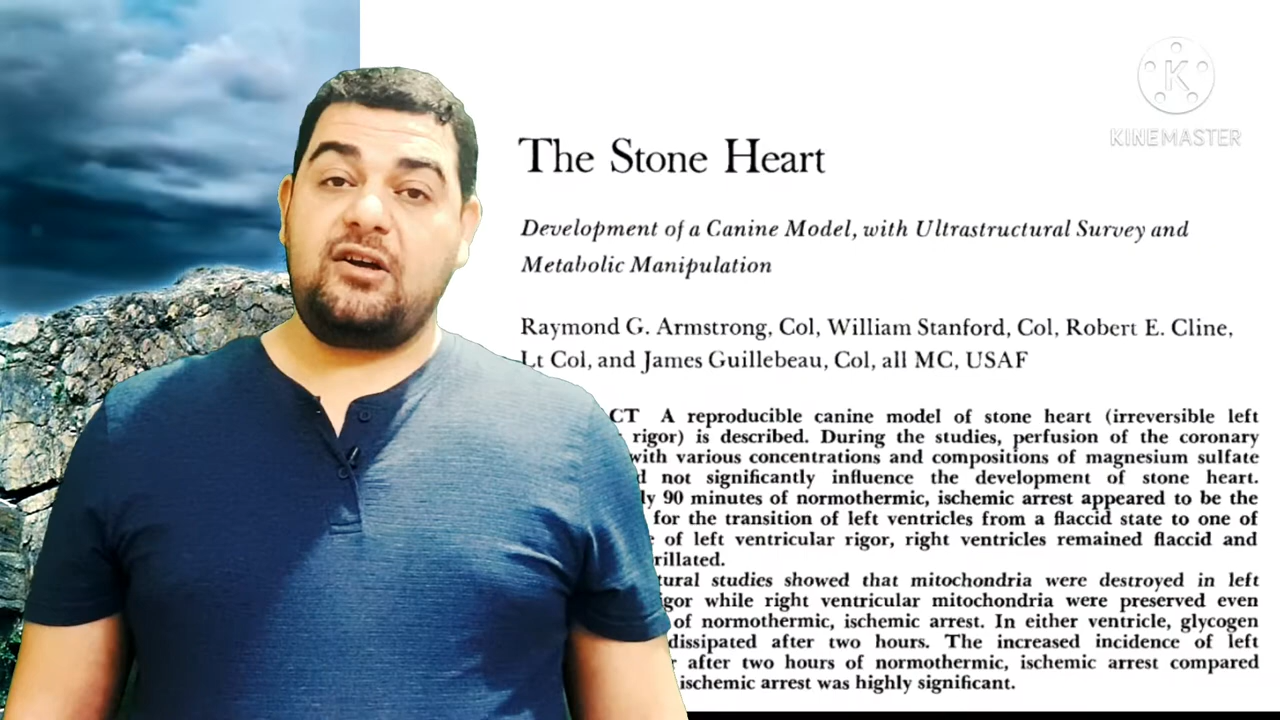 KINEMASTER
The Stone Heart
Development of a Canine Model, with Ultrastructural Survey and
Metabolic Manipulation
Raymond G. Armstrong, Col, William Stanford, Col, Robert E. Cline,
Lt Col, and James Guillebeau, Col, all MC, USAF
CT A reproducible canine model of stone heart (irreversible left
rigor) is described. During the studies, perfusion of the coronary
with various concentrations and compositions of magnesium sulfate
not significantly influence the development of stone heart.
90 minutes of normothermic, ischemic arrest appeared to be the
for the transition of left ventricles from a flaccid state to one of
of left ventricular rigor, right ventricles remained flaccid and
rillated.
tural studies showed that mitochondria were destroyed in left
gor while right ventricular mitochondria were preserved even
of normothermic, ischemic arrest. In either ventricle, glycogen
dissipated after two hours. The increased incidence of left
after two hours of normothermic, ischemic arrest compared
ischemic arrest was highly significant.